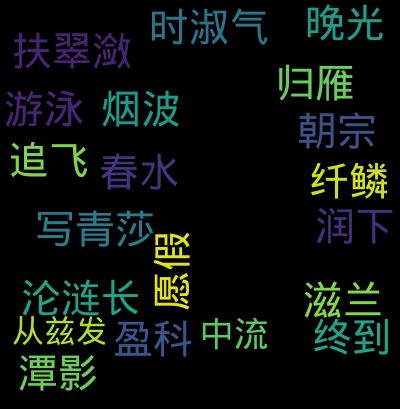 时淑气
晚光
扶翠潋
归雁
游泳
烟波
朝宗
追飞
春水
纤鳞
写青莎
润下
愿假
沦涟长
滋兰
从兹发
盈科
中流
终到
潭影